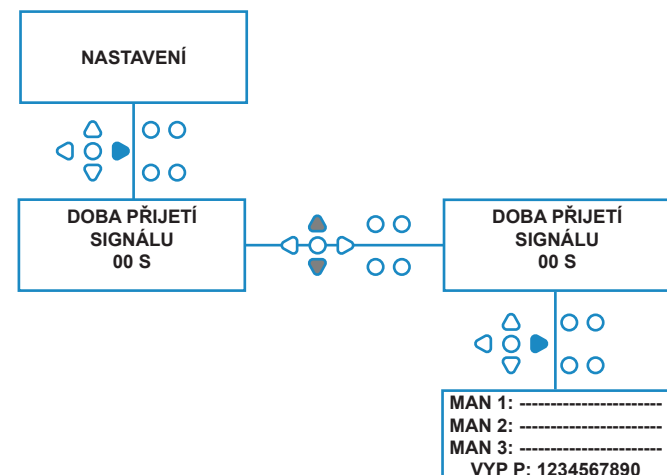 NASTAVENÍ
DOBA PŘIJETÍ
SIGNÁLU
00 S
DOBA PŘIJETÍ
SIGNÁLU
00 S
MAN 1: -----------------------
MAN 2: -----------------------
MAN 3: -----------------------
VYP P: 1234567890